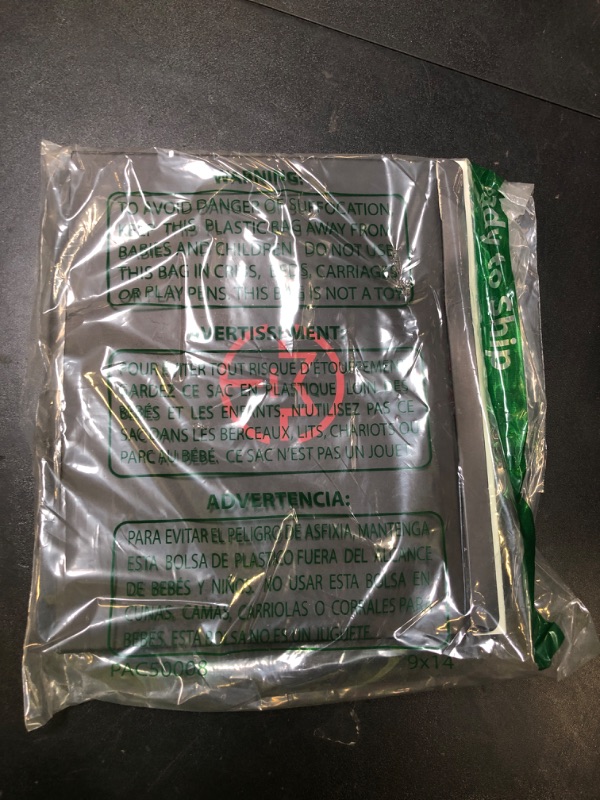 WARNING:
TO AVOID DANGER OF SUFFOCATION,
KEEP THIS PLASTIC BAG AWAY FROM
BABIES AND CHILDREN. DO NOT USE
THIS BAG IN CRIBS, BEDS, CARRIAGES
OR PLAY PENS. THIS BAG IS NOT A TOY.
AVERTISSEMENT:
POUR ÉVITER TOUT RISQUE D'ÉTOUFFEMENT,
GARDEZ CE SAC EN PLASTIQUE LOIN DES
BÉBÉS ET LES ENFANTS. N'UTILISEZ PAS CE
SAC DANS LES BERCEAUX, LITS, CHARIOTS OU
PARC AU BÉBÉ. CE SAC N'EST PAS UN JOUET.
ADVERTENCIA:
PARA EVITAR EL PELIGRO DE ASFIXIA, MANTENGA
ESTA BOLSA DE PLASTICO FUERA DEL ALCANCE
DE BEBÉS Y NIÑOS. NO USAR ESTA BOLSA EN
CUNAS, CAMAS, CARRIOLAS O CORRALES PARA
BEBES. ESTA BOLSA NO ES UN JUGUETE.
PACS0008 9x14
ady to Ship